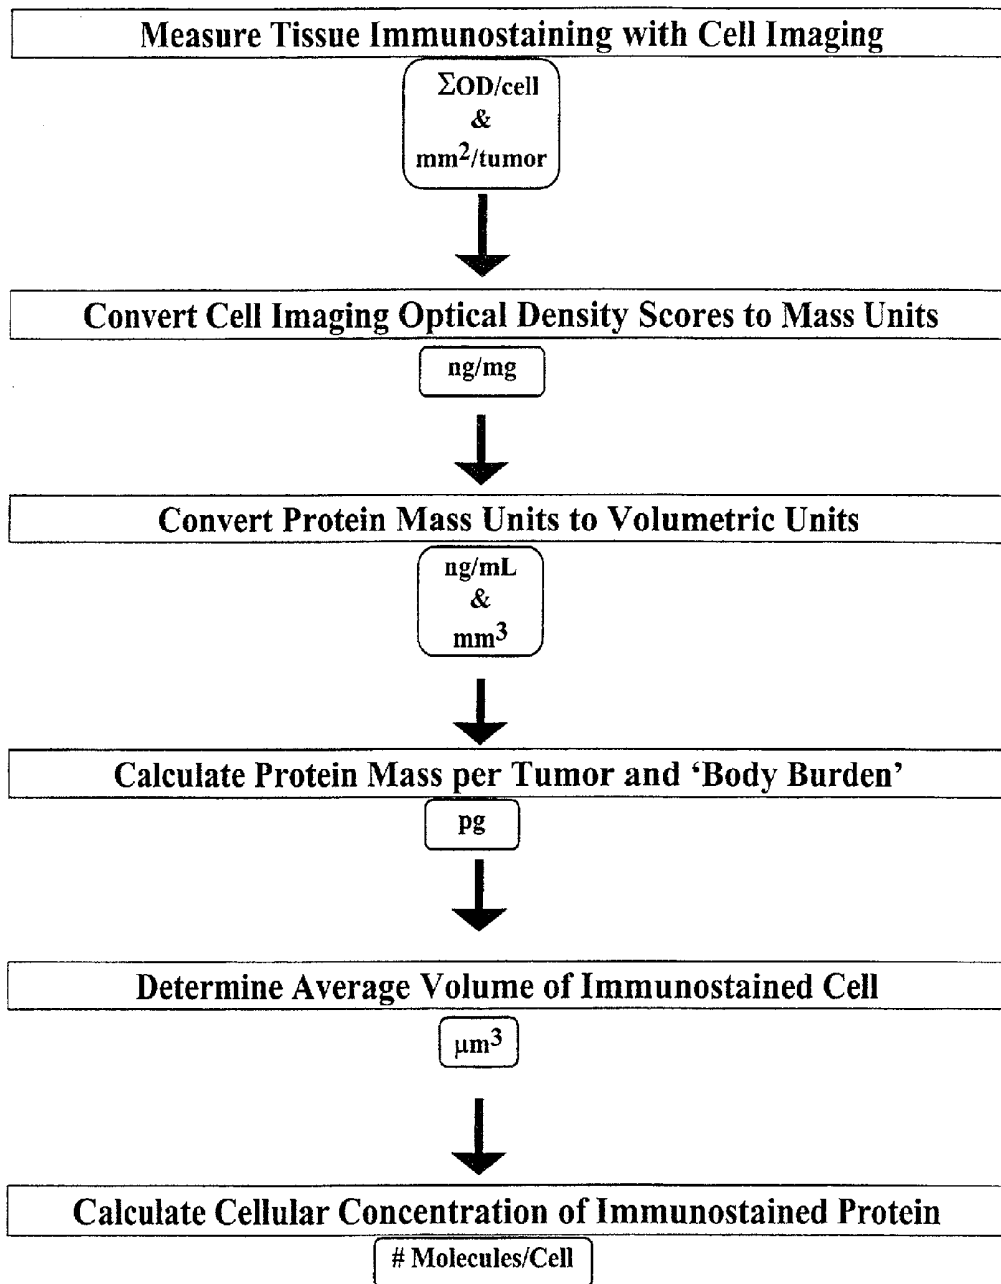 Measure Tissue Immunostaining with Cell Imaging
ΣOD/cell
&
mm²/tumor
Convert Cell Imaging Optical Density Scores to Mass Units
ng/mg
Convert Protein Mass Units to Volumetric Units
ng/mL
&
mm³
Calculate Protein Mass per Tumor and ‘Body Burden’
pg
Determine Average Volume of Immunostained Cell
μm³
Calculate Cellular Concentration of Immunostained Protein
# Molecules/Cell